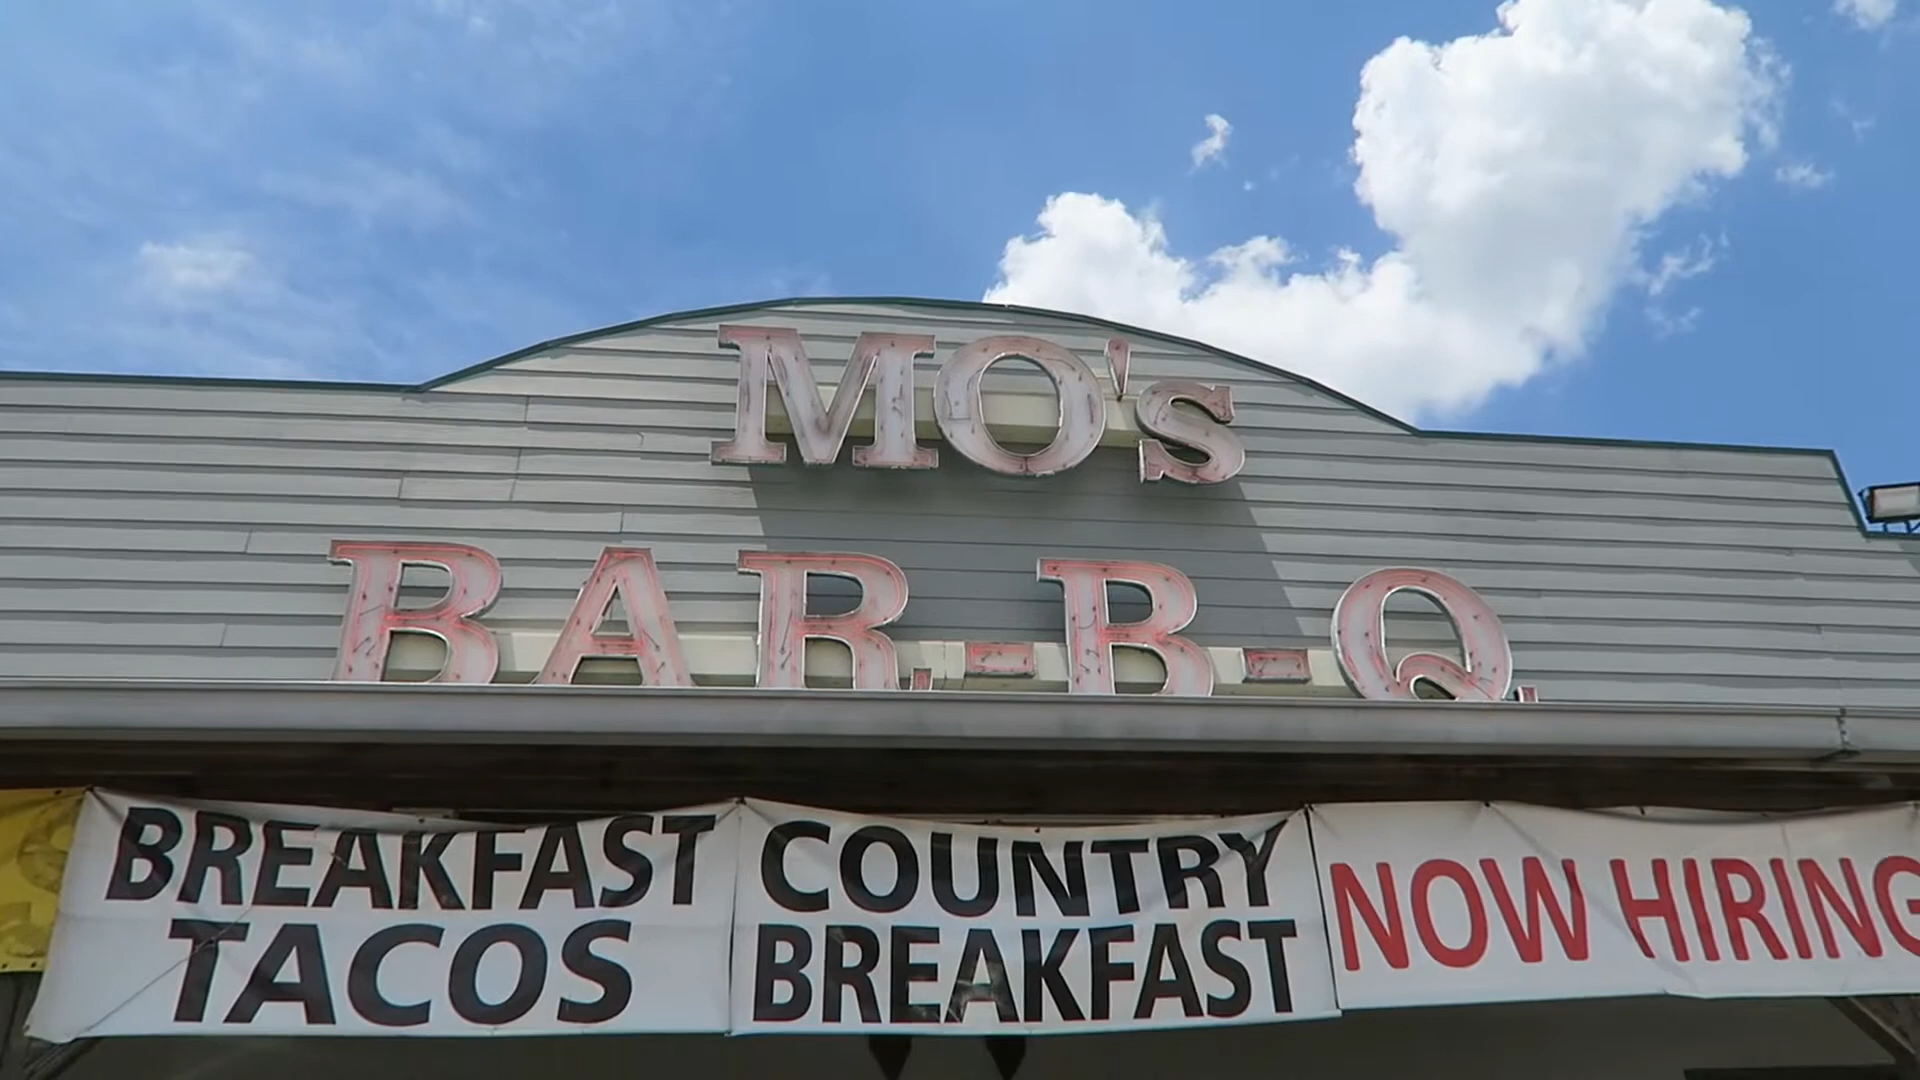 MO's
BAR-B-Q
BREAKFAST
TACOS
COUNTRY
BREAKFAST
NOW HIRING